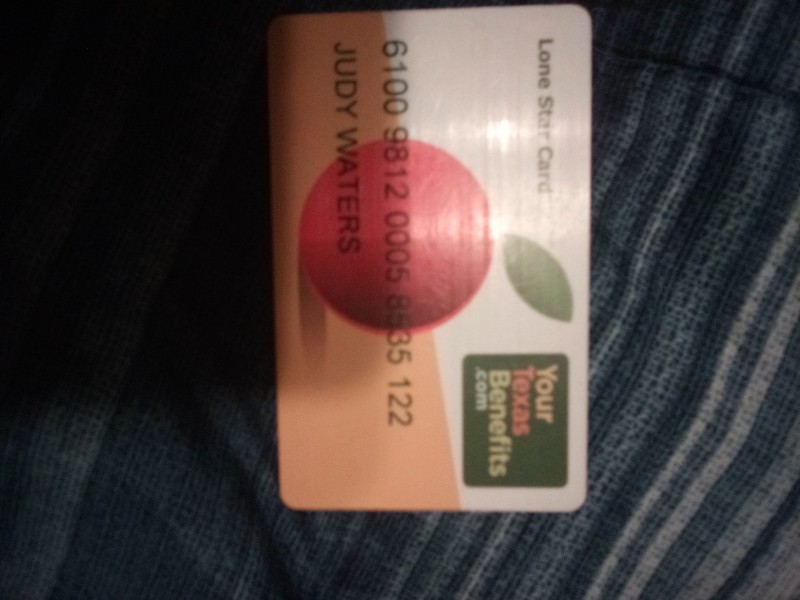 Lone Star Card
Your
Texas
Benefits
.com
6100 9812 0005 122
JUDY WATERS